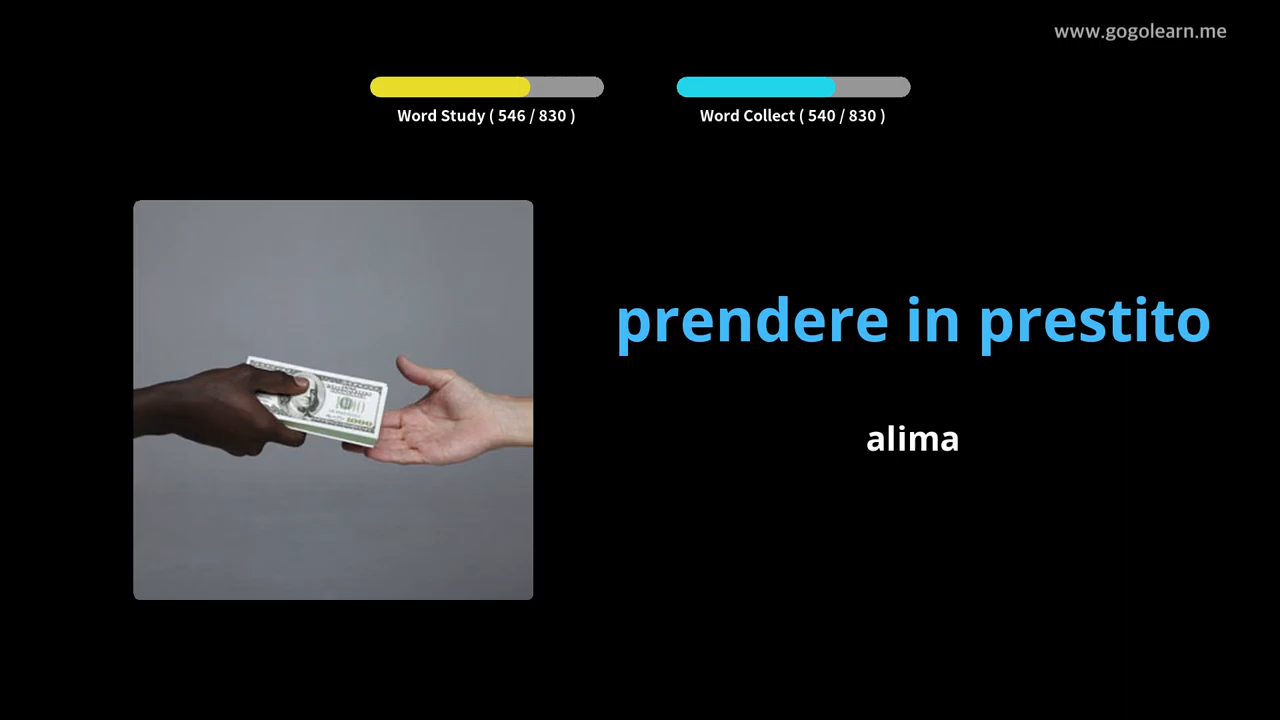 www.gogolearn.me
Word Study ( 546 / 830 )
Word Collect ( 540 / 830 )
prendere in prestito
alima